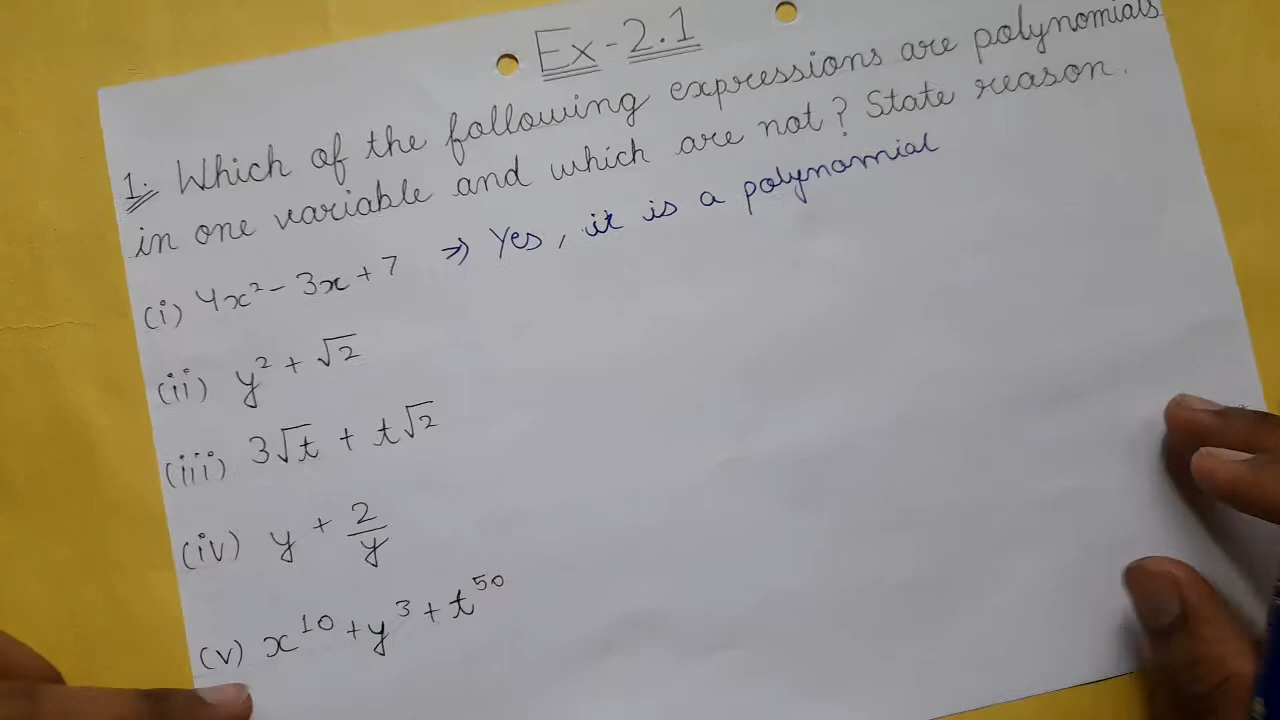 Ex-2.1
1. Which of the following expressions are polynomials
in one variable and which are not? State reason.
(i) 4x² - 3x + 7 ⇒ Yes, it is a polynomial
(ii) y² + √2
(iii) 3√t + t√2
(iv) y + 2/y
(v) x¹⁰ + y³ + t⁵⁰